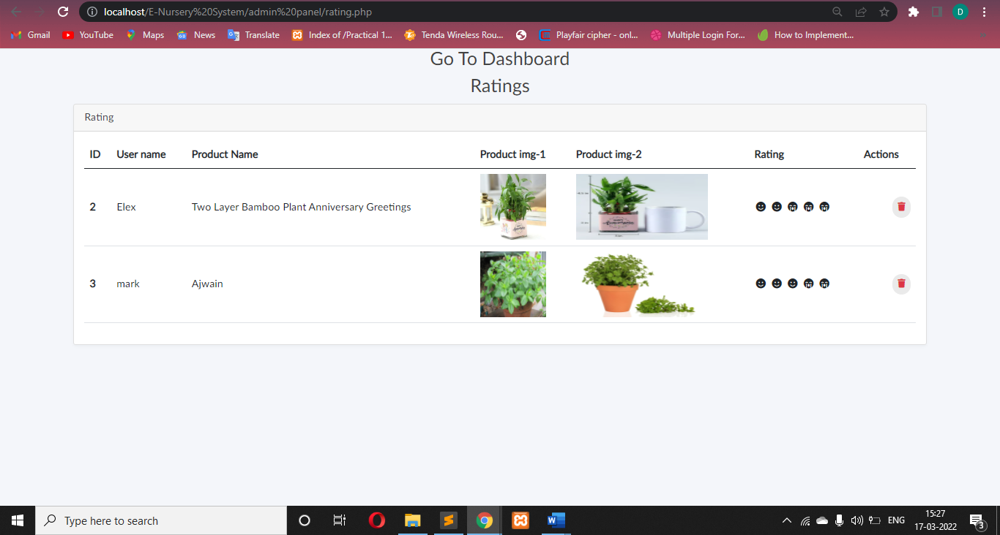 localhost/E-Nursery%20System/admin%20panel/rating.php
D
Gmail YouTube Maps News Translate Index of /Practical 1... Tenda Wireless Rou... Playfair cipher - onl... Multiple Login For... How to Implement...
Go To Dashboard
Ratings
Rating
ID User name Product Name Product img-1 Product img-2 Rating Actions
2 Elex Two Layer Bamboo Plant Anniversary Greetings
3 mark Ajwain
Type here to search
ENG
15:27
17-03-2022
3